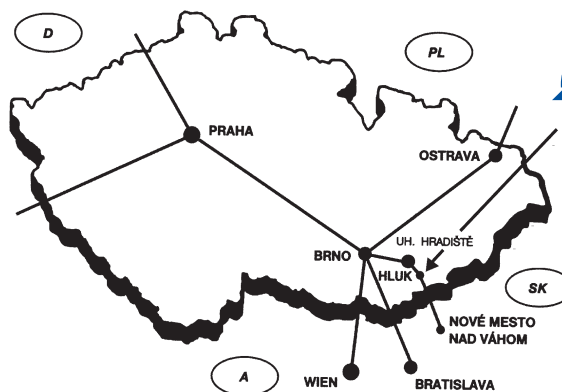 D
PL
PRAHA
OSTRAVA
UH. HRADIŠTĚ
BRNO
HLUK
SK
NOVÉ MESTO
NAD VÁHOM
A
WIEN
BRATISLAVA